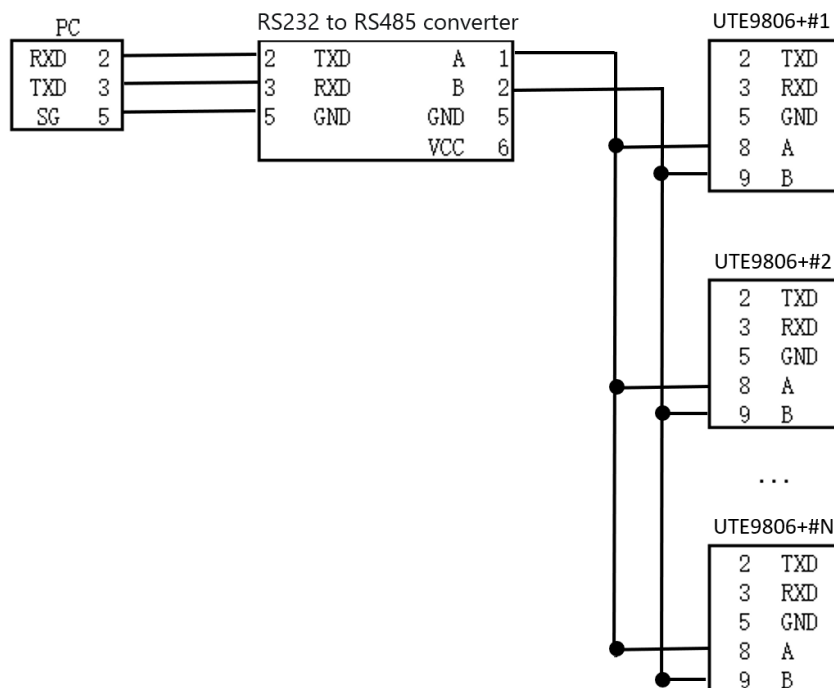 PC
RXD 2
TXD 3
SG 5
RS232 to RS485 converter
2 TXD A 1
3 RXD B 2
5 GND GND 5
VCC 6
UTE9806+#1
2 TXD
3 RXD
5 GND
8 A
9 B
UTE9806+#2
2 TXD
3 RXD
5 GND
8 A
9 B
...
UTE9806+#N
2 TXD
3 RXD
5 GND
8 A
9 B